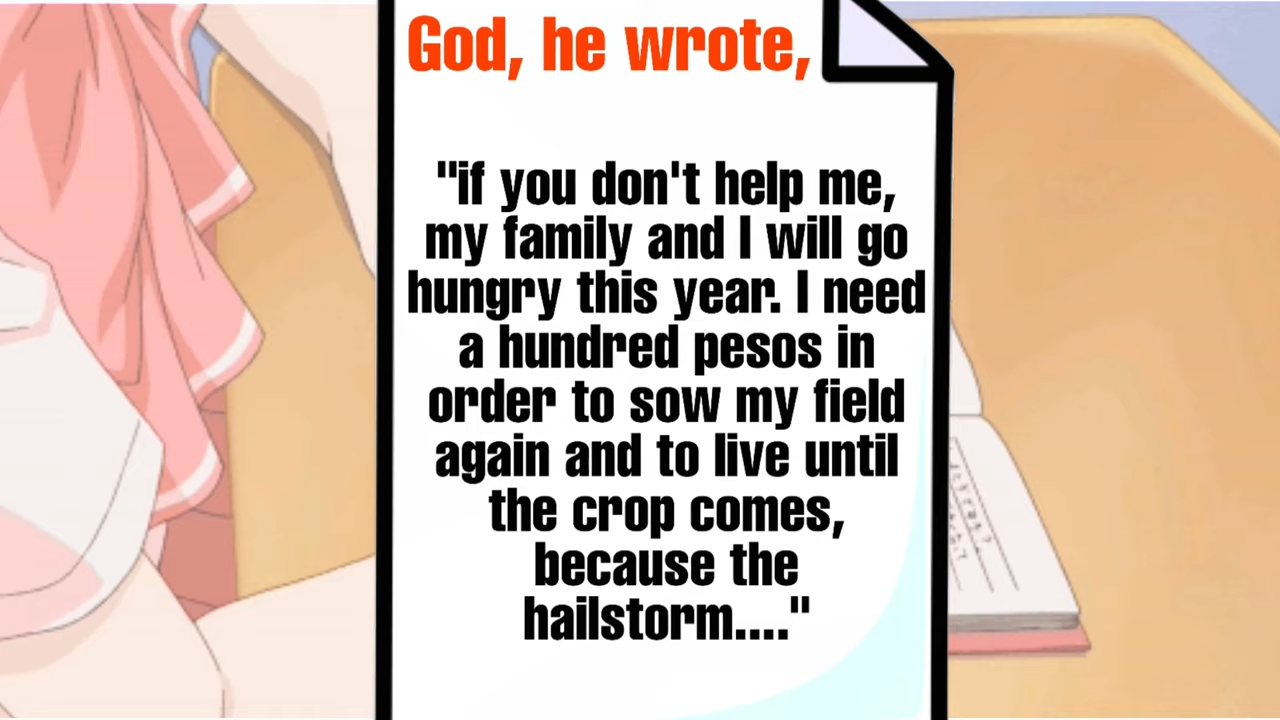 God, he wrote,
"if you don't help me,
my family and I will go
hungry this year. I need
a hundred pesos in
order to sow my field
again and to live until
the crop comes,
because the
hailstorm...."